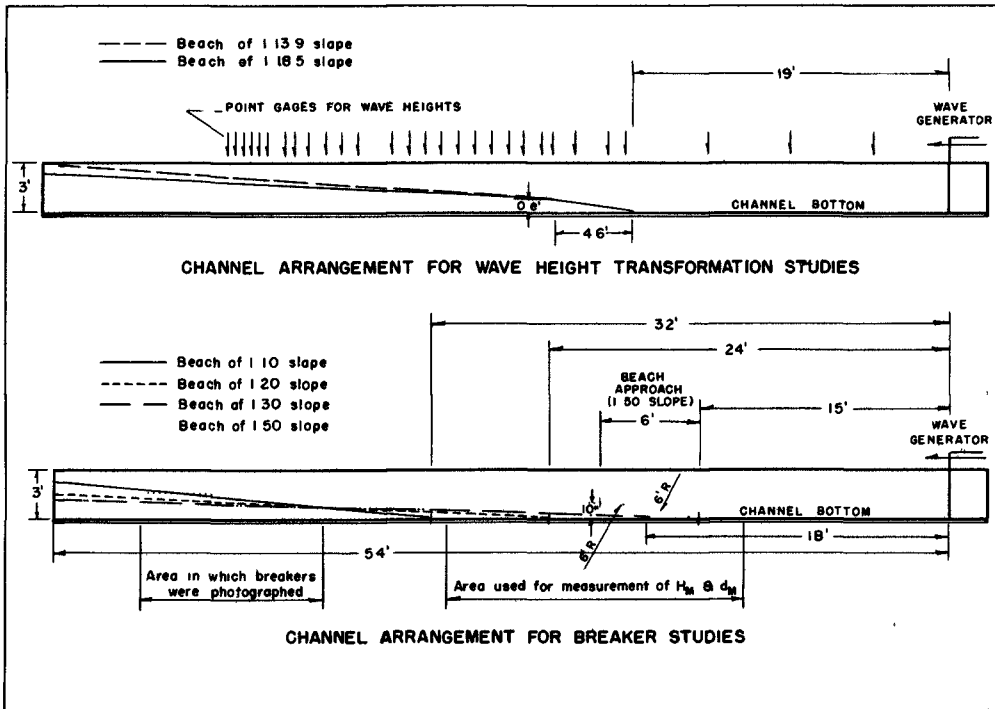 Beach of 1 13 9 slope
Beach of 1 18 5 slope
19'
POINT GAGES FOR WAVE HEIGHTS
WAVE
GENERATOR
3'
0 8'
CHANNEL BOTTOM
4 6'
CHANNEL ARRANGEMENT FOR WAVE HEIGHT TRANSFORMATION STUDIES
32'
Beach of 1 10 slope
Beach of 1 20 slope
Beach of 1 30 slope
Beach of 1 50 slope
24'
BEACH
APPROACH
(1 50 SLOPE)
6'
15'
WAVE
GENERATOR
3'
6' R
6' R
CHANNEL BOTTOM
18'
54'
Area in which breakers
were photographed
Area used for measurement of HM & dM
CHANNEL ARRANGEMENT FOR BREAKER STUDIES